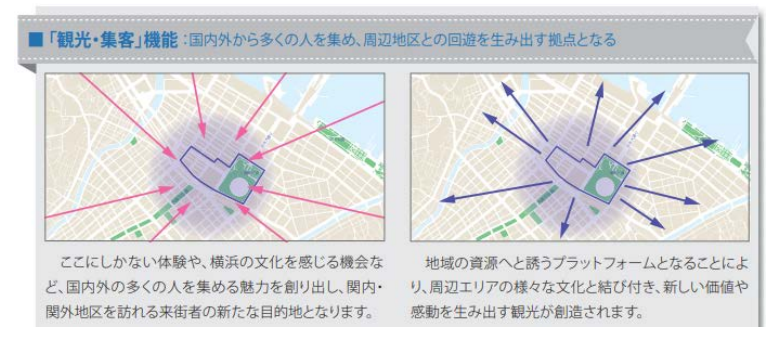 ■「観光・集客」機能：国内外から多くの人を集め、周辺地区との回遊を生み出す拠点となる
ここにしかない体験や、横浜の文化を感じる機会な
ど、国内外の多くの人を集める魅力を創り出し、関内・
関外地区を訪れる来街者の新たな目的地となります。
地域の資源へと誘うプラットフォームとなることによ
り、周辺エリアの様々な文化と結び付き、新しい価値や
感動を生み出す観光が創造されます。